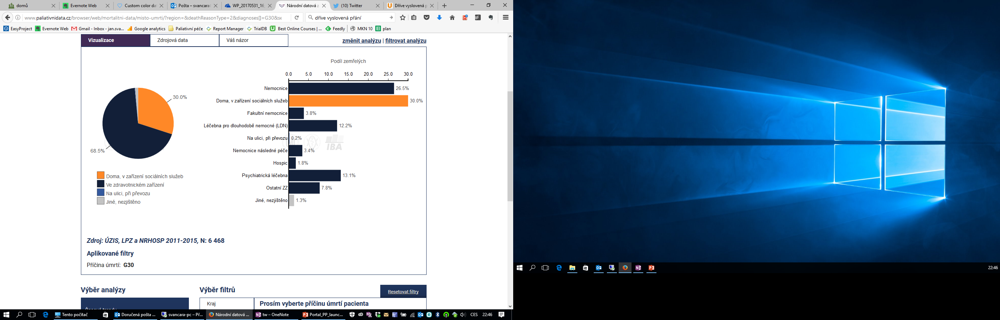 domů
Evernote Web
Custom color da
Pošta – svancara
WP_20170531_16_
Národní datová z
(10) Twitter
Dříve vyslovená p
www.paliativnidata.cz/browser/web/mortalitni-data/misto-umrti/?region=&deathReasonType=2&diagnoses[]=G30&se
dříve vyslovená přání
EasyProject
Evernote Web
Gmail - Inbox - jan.sva...
Google analytics
Paliativní péče
Report Manager
TrialDB
Best Online Courses | ...
Feedly
MKN 10
plan
Vizualizace
Zdrojová data
Váš názor
změnit analýzu | filtrovat analýzu
Podíl zemřelých
0.0 5.0 10.0 15.0 20.0 25.0 30.0
Nemocnice 26.5%
Doma, v zařízení sociálních služeb 30.0%
Fakultní nemocnice 3.8%
Léčebna pro dlouhodobě nemocné (LDN) 12.2%
Na ulici, při převozu 0.2%
Nemocnice následné péče 3.4%
Hospic 1.8%
Psychiatrická léčebna 13.1%
Ostatní ZZ 7.8%
Jiné, nezjištěno 1.3%
IBA
30.0%
68.5%
Doma, v zařízení sociálních služeb
Ve zdravotnickém zařízení
Na ulici, při převozu
Jiné, nezjištěno
Zdroj: ÚZIS, LPZ a NRHOSP 2011-2015, N: 6 468
Aplikované filtry
Příčina úmrtí: G30
Výběr analýzy
Výběr filtrů
Resetovat filtry
Kraj
Prosím vyberte příčinu úmrtí pacienta
Tento počítač
Doručená pošta ...
svancara-pc – Př...
Národní datová ...
tw – OneNote
Portal_PP_launc...
CES
22:46
22:46